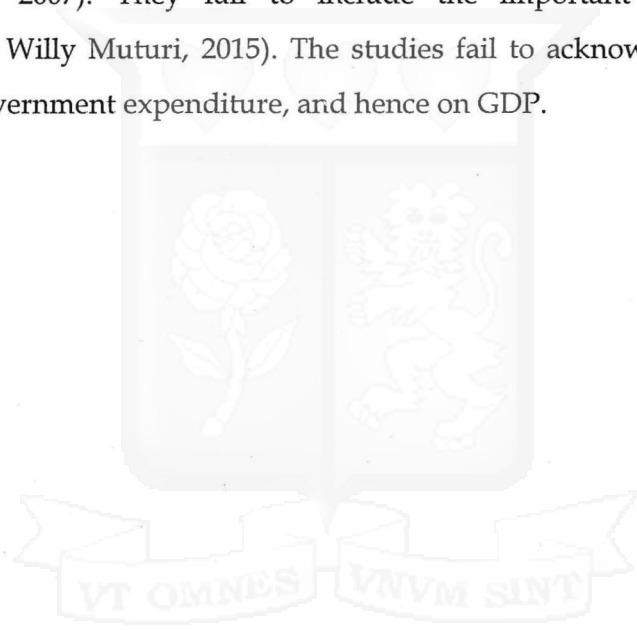 2007). They fail to include the important
Willy Muturi, 2015). The studies fail to acknow
vernment expenditure, and hence on GDP.
VT OMNES VNVM SINT